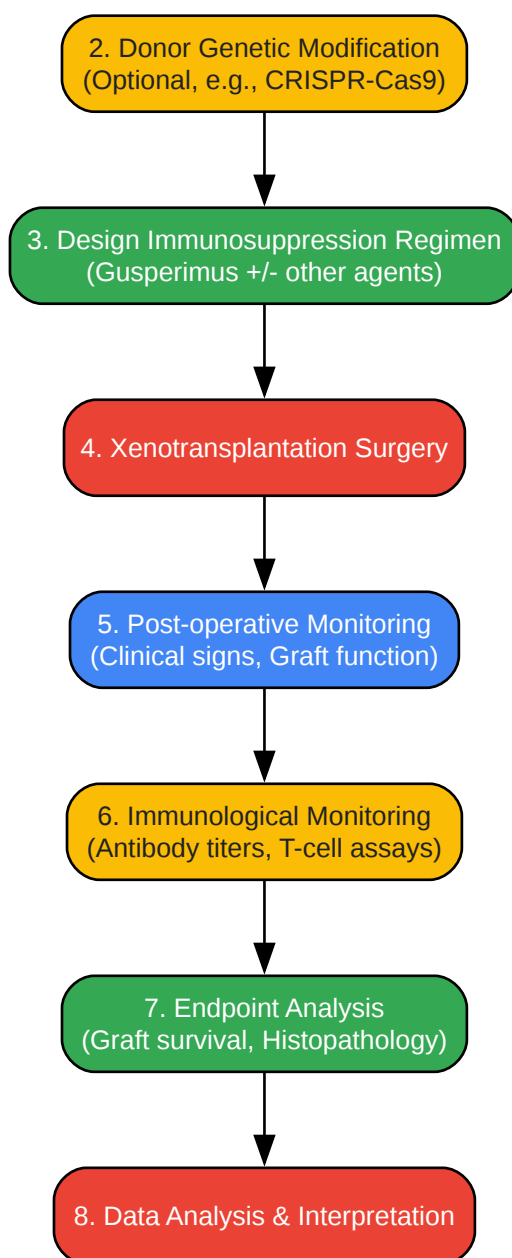 2. Donor Genetic Modification
(Optional, e.g., CRISPR-Cas9)
3. Design Immunosuppression Regimen
(Gusperimus +/- other agents)
4. Xenotransplantation Surgery
5. Post-operative Monitoring
(Clinical signs, Graft function)
6. Immunological Monitoring
(Antibody titers, T-cell assays)
7. Endpoint Analysis
(Graft survival, Histopathology)
8. Data Analysis & Interpretation